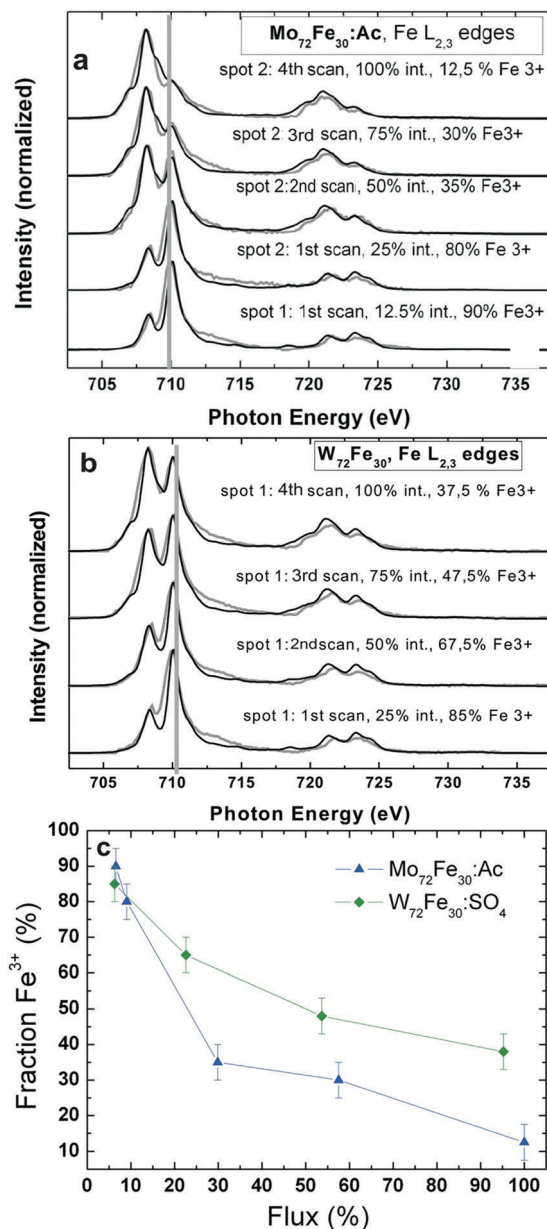 a
Mo72Fe30:Ac, Fe L2,3 edges
spot 2: 4th scan, 100% int., 12,5 % Fe 3+
spot 2: 3rd scan, 75% int., 30% Fe3+
spot 2:2nd scan, 50% int., 35% Fe3+
spot 2: 1st scan, 25% int., 80% Fe 3+
spot 1: 1st scan, 12.5% int., 90% Fe3+
Intensity (normalized)
705 710 715 720 725 730 735
Photon Energy (eV)
b
W72Fe30, Fe L2,3 edges
spot 1: 4th scan, 100% int., 37,5 % Fe3+
spot 1: 3rd scan, 75% int., 47,5% Fe3+
spot 1:2nd scan, 50% int., 67,5% Fe3+
spot 1: 1st scan, 25% int., 85% Fe 3+
Intensity (normalized)
705 710 715 720 725 730 735
Photon Energy (eV)
c
Mo72Fe30:Ac
W72Fe30:SO4
100
90
80
70
60
50
40
30
20
10
Fraction Fe3+ (%)
0 10 20 30 40 50 60 70 80 90 100
Flux (%)